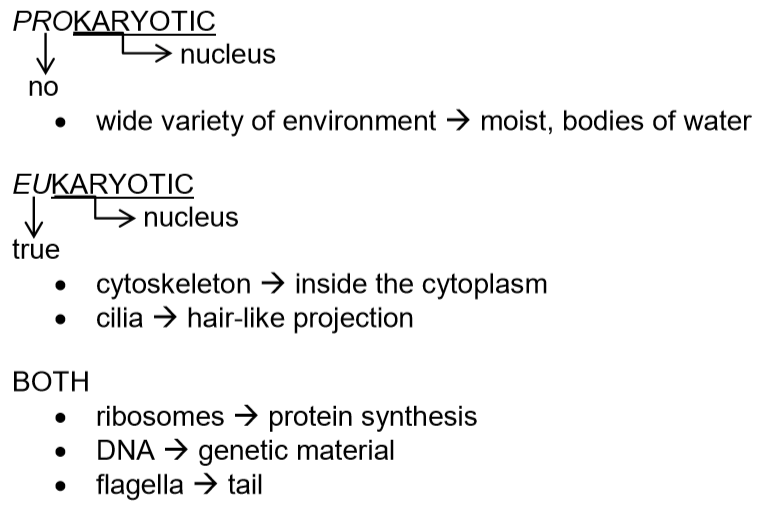 PROKARYOTIC
→ nucleus
no
• wide variety of environment → moist, bodies of water
EUKARYOTIC
→ nucleus
true
• cytoskeleton → inside the cytoplasm
• cilia → hair-like projection
BOTH
• ribosomes → protein synthesis
• DNA → genetic material
• flagella → tail